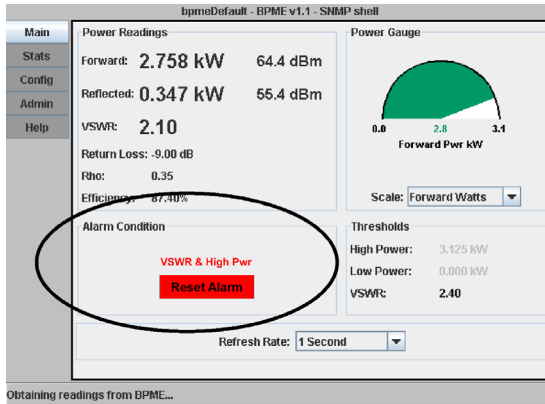 bpmeDefault - BPME v1.1 - SNMP shell
Main
Stats
Config
Admin
Help
Power Readings
Forward: 2.758 kW 64.4 dBm
Reflected: 0.347 kW 55.4 dBm
VSWR: 2.10
Return Loss: -9.00 dB
Rho: 0.35
Efficiency: 87.40%
Power Gauge
0.0 2.8 3.1
Forward Pwr kW
Scale: Forward Watts
Alarm Condition
VSWR & High Pwr
Reset Alarm
Thresholds
High Power: 3.125 kW
Low Power: 0.000 kW
VSWR: 2.40
Refresh Rate: 1 Second
Obtaining readings from BPME...